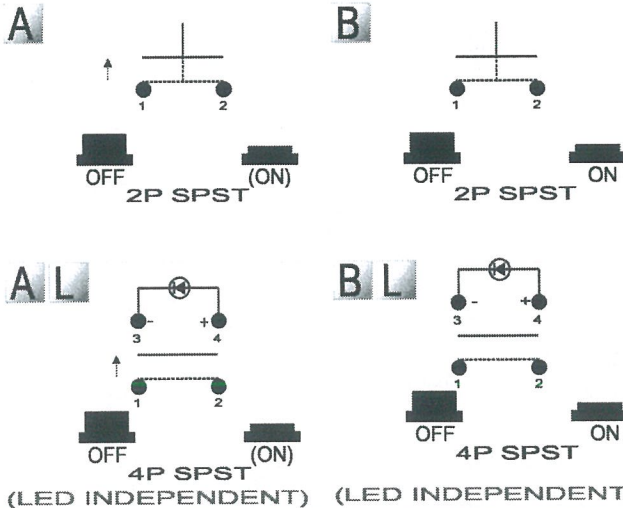 A
1 2
OFF (ON)
2P SPST
B
1 2
OFF ON
2P SPST
A L
3 - + 4
1 2
OFF (ON)
4P SPST
(LED INDEPENDENT)
B L
3 - + 4
1 2
OFF ON
4P SPST
(LED INDEPENDENT